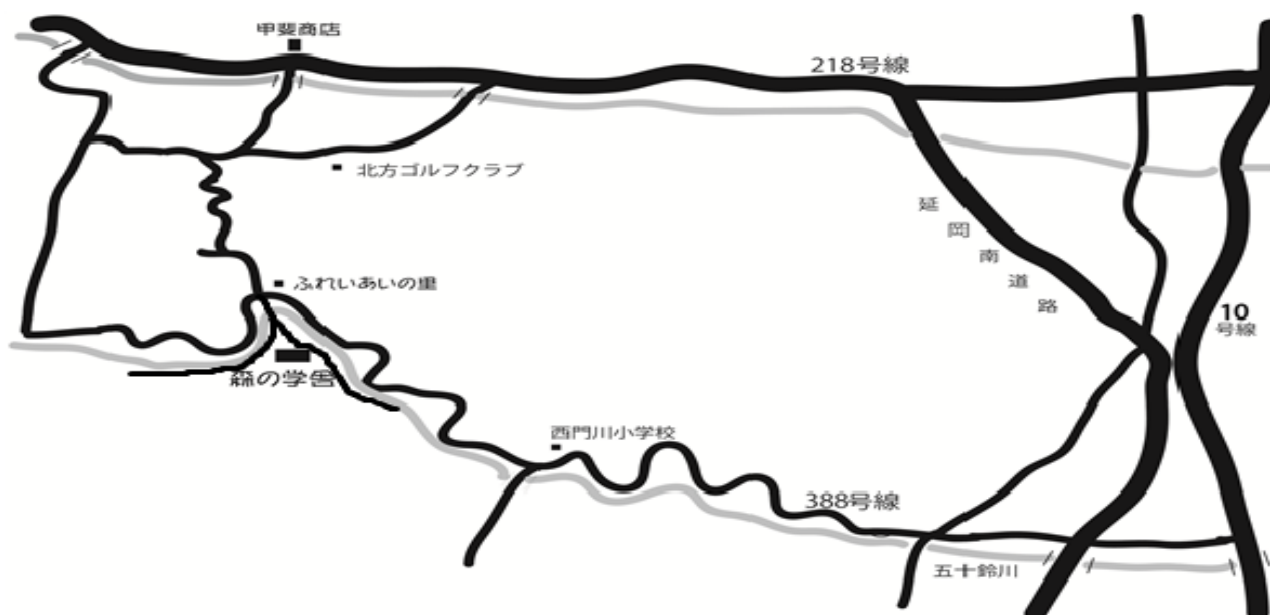 甲斐商店
218号線
北方ゴルフクラブ
延岡南道路
ふれいあいの里
10
号線
森の学舎
西門川小学校
388号線
五十鈴川